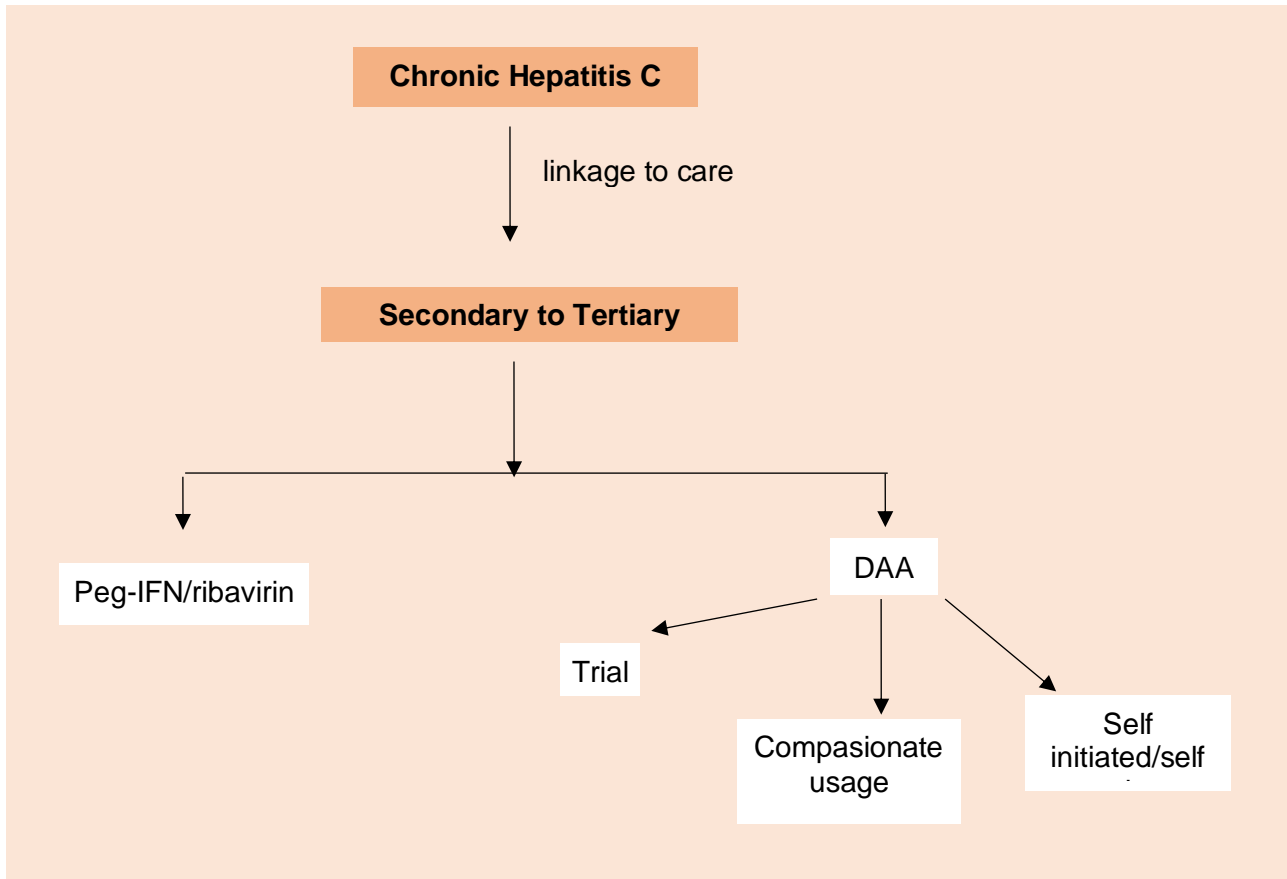 Chronic Hepatitis C
linkage to care
Secondary to Tertiary
Peg-IFN/ribavirin
DAA
Trial
Compasionate
usage
Self
initiated/self